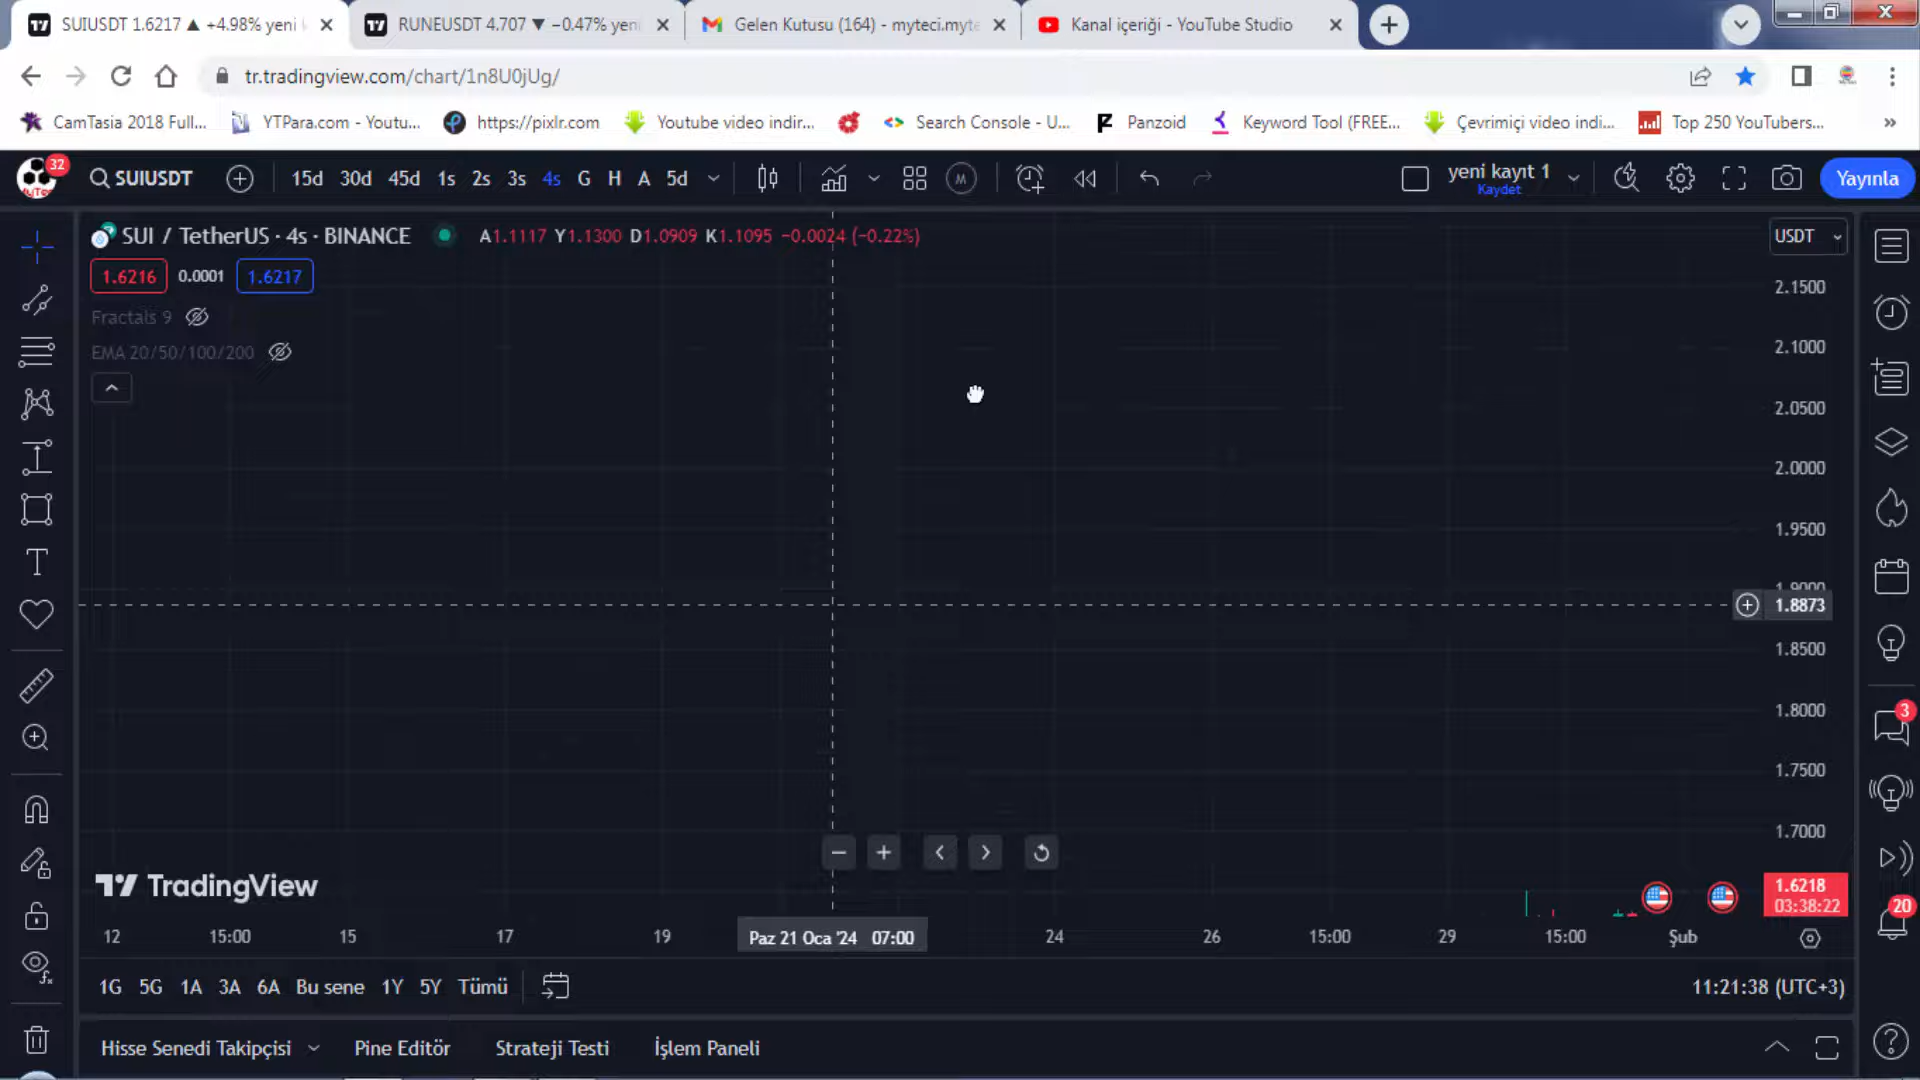 SUIUSDT 1.6217 ▲ +4.98% yeni
RUNEUSDT 4.707 ▼ −0.47% yeni
Gelen Kutusu (164) - myteci.myte
Kanal içeriği - YouTube Studio
tr.tradingview.com/chart/1n8U0jUg/
CamTasia 2018 Full...
YTPara.com - Youtu...
https://pixlr.com
Youtube video indir...
Search Console - U...
Panzoid
Keyword Tool (FREE...
Çevrimiçi video indi...
Top 250 YouTubers...
»
32
SUIUSDT
15d 30d 45d 1s 2s 3s 4s G H A 5d
M
yeni kayıt 1
Kaydet
Yayınla
SUI / TetherUS · 4s · BINANCE
A1.1117 Y1.1300 D1.0909 K1.1095 −0.0024 (−0.22%)
USDT
1.6216 0.0001 1.6217
Fractals 9
EMA 20/50/100/200
2.1500
2.1000
2.0500
2.0000
1.9500
1.9000
1.8873
1.8500
1.8000
1.7500
1.7000
1.6218
03:38:22
3
20
TradingView
12 15:00 15 17 19 Paz 21 Oca '24 07:00 24 26 15:00 29 15:00 Şub
1G 5G 1A 3A 6A Bu sene 1Y 5Y Tümü
11:21:38 (UTC+3)
Hisse Senedi Takipçisi
Pine Editör
Strateji Testi
İşlem Paneli